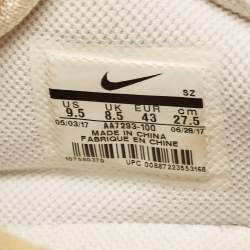 SZ
US UK EUR cm
9.5 8.5 43 27.5
05/03/17 AA7293-100 06/28/17
MADE IN CHINA
FABRIQUE EN CHINE
UPC 00887223553168